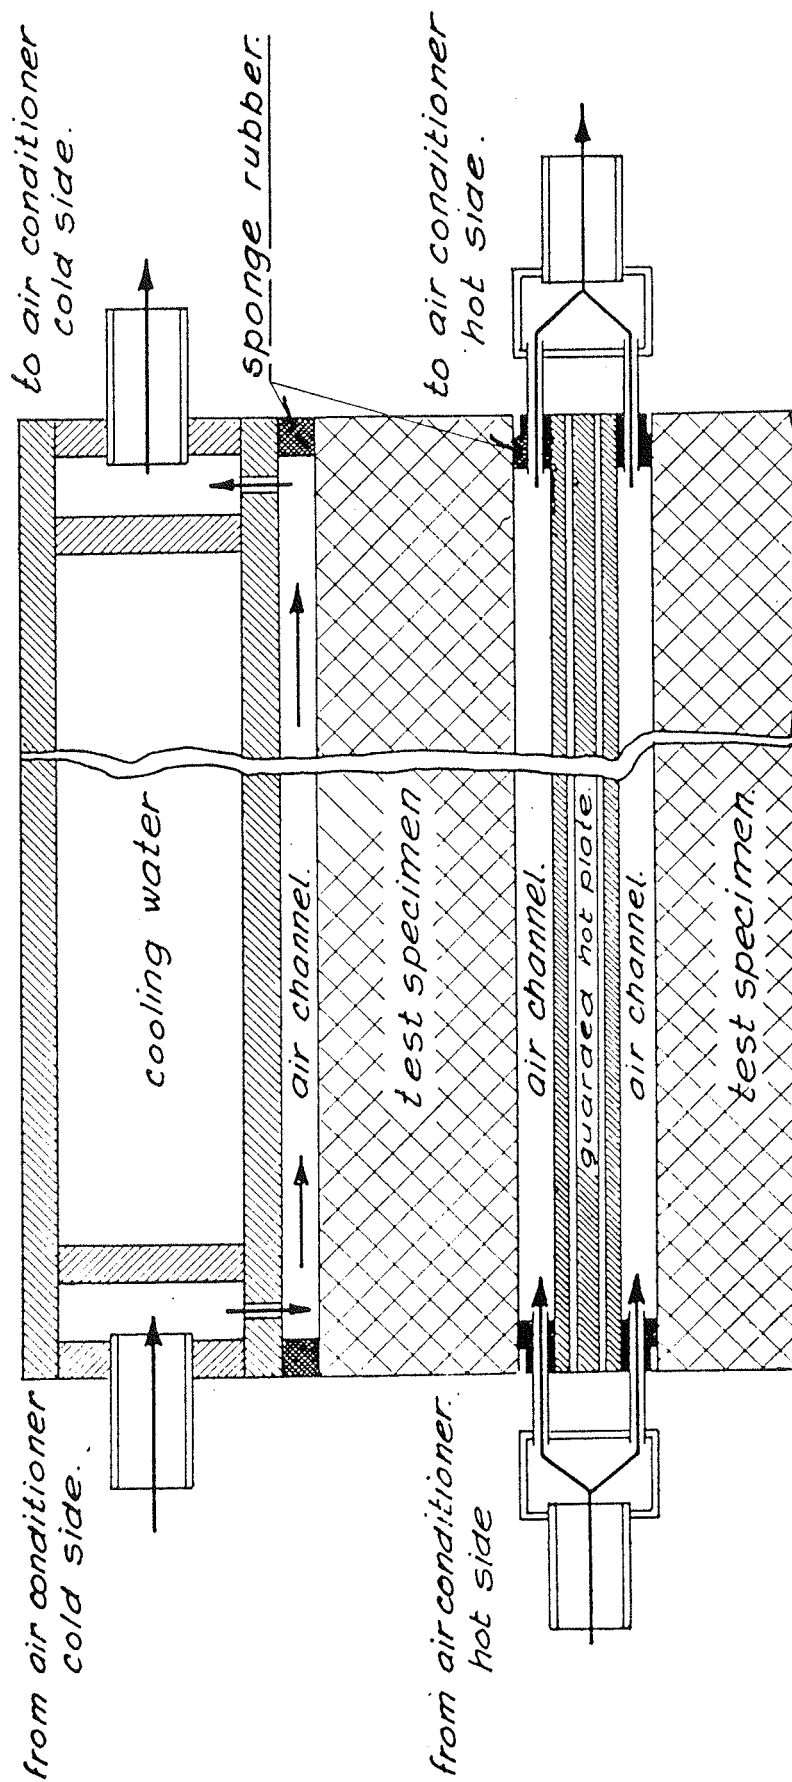 to air conditioner
cold side.
sponge rubber.
to air conditioner
hot side.
cooling water
air channel.
test specimen
air channel.
guarded hot plate.
air channel.
test specimen.
from air conditioner
cold side.
from air conditioner.
hot side